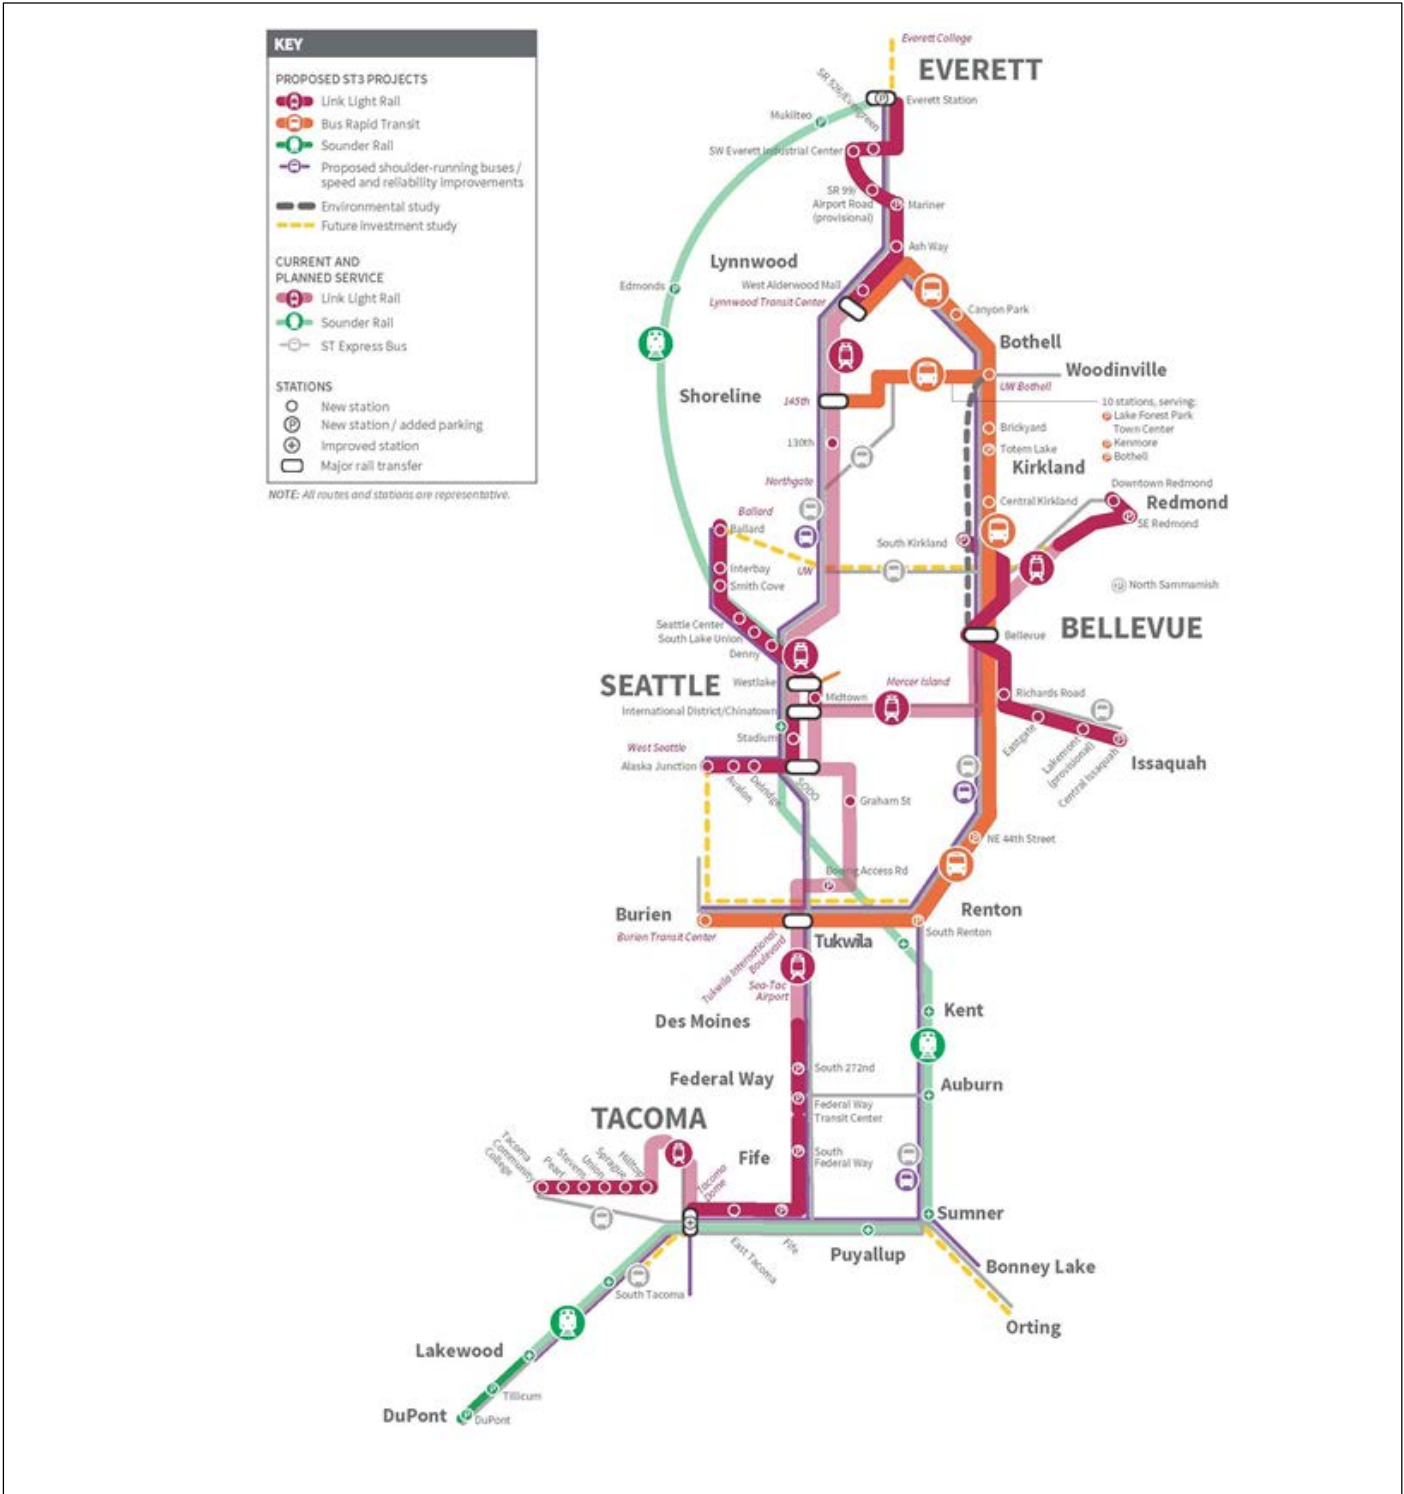 KEY
PROPOSED ST3 PROJECTS
Link Light Rail
Bus Rapid Transit
Sounder Rail
Proposed shoulder-running buses /
speed and reliability improvements
Environmental study
Future investment study
CURRENT AND
PLANNED SERVICE
Link Light Rail
Sounder Rail
ST Express Bus
STATIONS
New station
New station / added parking
Improved station
Major rail transfer
NOTE: All routes and stations are representative.
Everett College
EVERETT
SR 526/Evergreen
Everett Station
Mukilteo
SW Everett Industrial Center
SR 99/
Airport Road
(provisional)
Mariner
Ash Way
Lynnwood
West Alderwood Mall
Lynnwood Transit Center
Edmonds
Canyon Park
Bothell
Woodinville
UW Bothell
Shoreline
145th
10 stations, serving:
Lake Forest Park
Town Center
Kenmore
Bothell
130th
Brickyard
Totem Lake
Kirkland
Northgate
Downtown Redmond
Redmond
SE Redmond
Central Kirkland
Ballard
Ballard
South Kirkland
Interbay
UW
Smith Cove
North Sammamish
Seattle Center
South Lake Union
Denny
Bellevue
BELLEVUE
SEATTLE
Westlake
Midtown
Mercer Island
Richards Road
International District/Chinatown
Stadium
Eastgate
Lakemont
(provisional)
Central Issaquah
Issaquah
West Seattle
Alaska Junction
Avalon
Delridge
SODO
Graham St
NE 44th Street
Boeing Access Rd
Burien
Burien Transit Center
Renton
South Renton
Tukwila
Tukwila International
Boulevard
Sea-Tac
Airport
Kent
Des Moines
South 272nd
Federal Way
Auburn
Federal Way
Transit Center
TACOMA
Tacoma
Community
College
Pearl
Stevens
Union
Sprague
Hilltop
Fife
South
Federal Way
Tacoma
Dome
Sumner
East Tacoma
Fife
Puyallup
Bonney Lake
South Tacoma
Orting
Lakewood
Tillicum
DuPont
DuPont